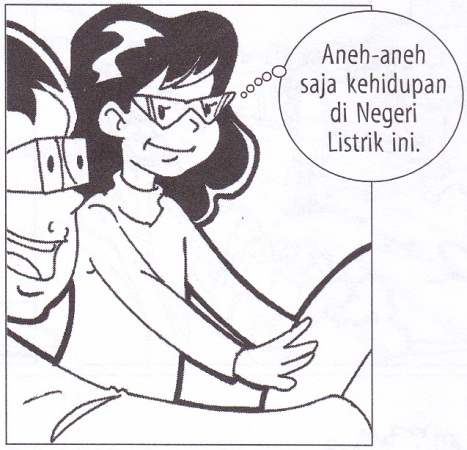 Aneh-aneh
saja kehidupan
di Negeri
Listrik ini.